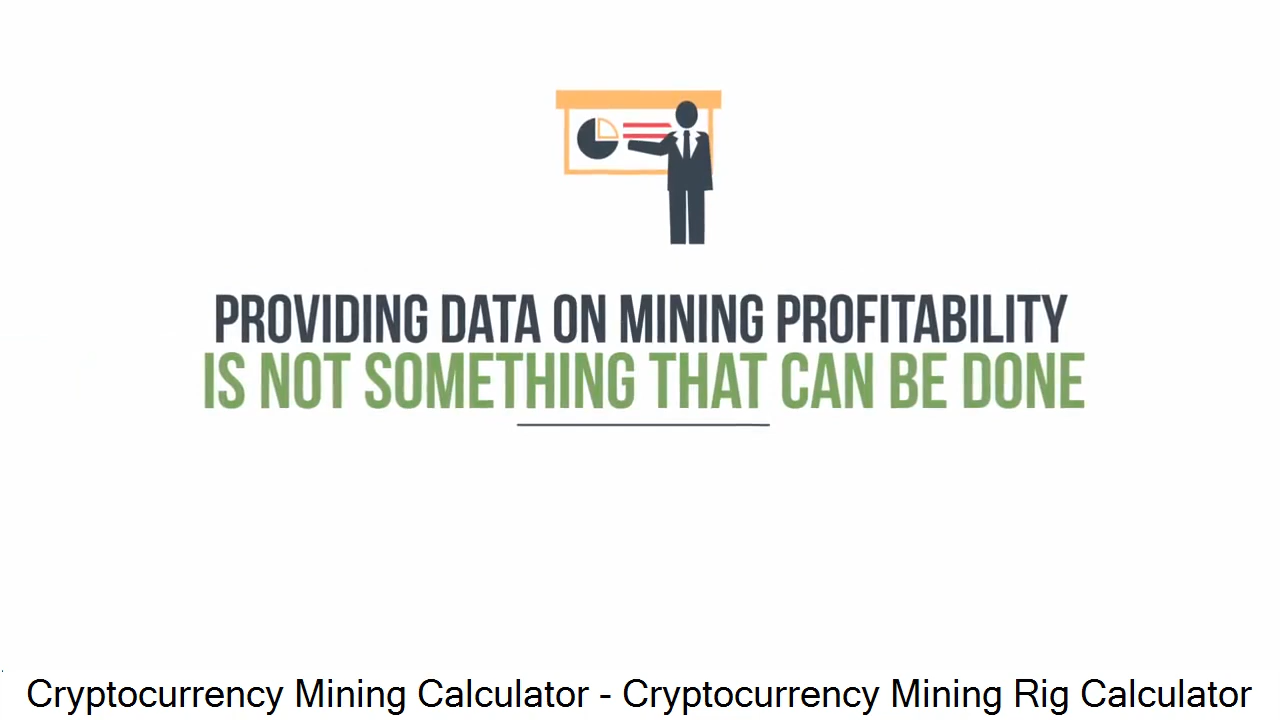 PROVIDING DATA ON MINING PROFITABILITY
IS NOT SOMETHING THAT CAN BE DONE
Cryptocurrency Mining Calculator - Cryptocurrency Mining Rig Calculator